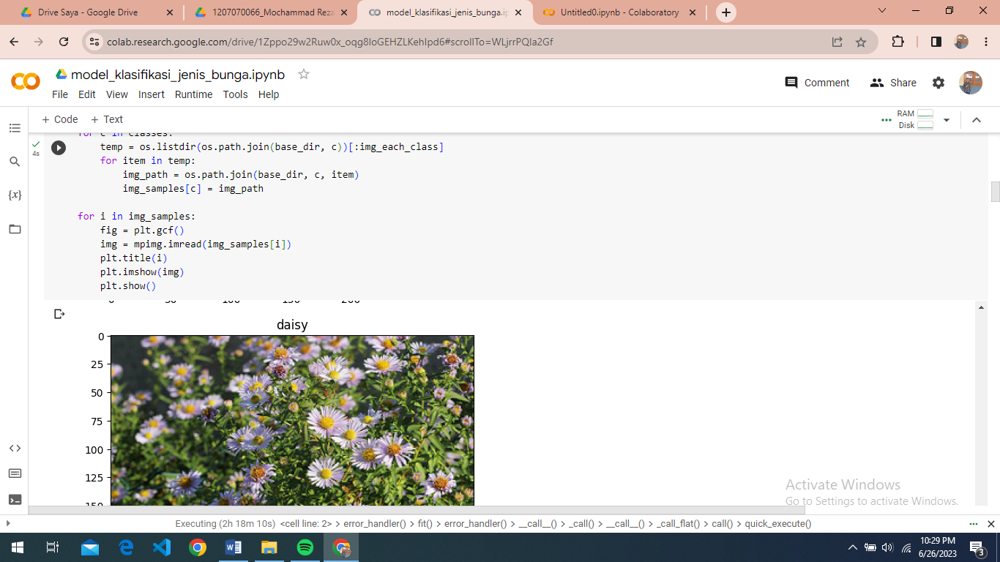 Drive Saya - Google Drive
1207070066_Mochammad Reza
model_klasifikasi_jenis_bunga.ip
Untitled0.ipynb - Colaboratory
colab.research.google.com/drive/1Zppo29w2Ruw0x_oqg8IoGEHZLKehIpd6#scrollTo=WLjrrPQIa2Gf
model_klasifikasi_jenis_bunga.ipynb
File Edit View Insert Runtime Tools Help
Comment
Share
+ Code + Text
RAM
Disk
for c in classes:
4s
temp = os.listdir(os.path.join(base_dir, c))[:img_each_class]
for item in temp:
img_path = os.path.join(base_dir, c, item)
img_samples[c] = img_path
{x}
for i in img_samples:
fig = plt.gcf()
img = mpimg.imread(img_samples[i])
plt.title(i)
plt.imshow(img)
plt.show()
0 50 100 150 200
daisy
0
25
50
75
100
125
150
Activate Windows
Go to Settings to activate Windows.
Executing (2h 18m 10s) <cell line: 2> > error_handler() > fit() > error_handler() > __call__() > _call() > __call__() > _call_flat() > call() > quick_execute()
10:29 PM
6/26/2023
3